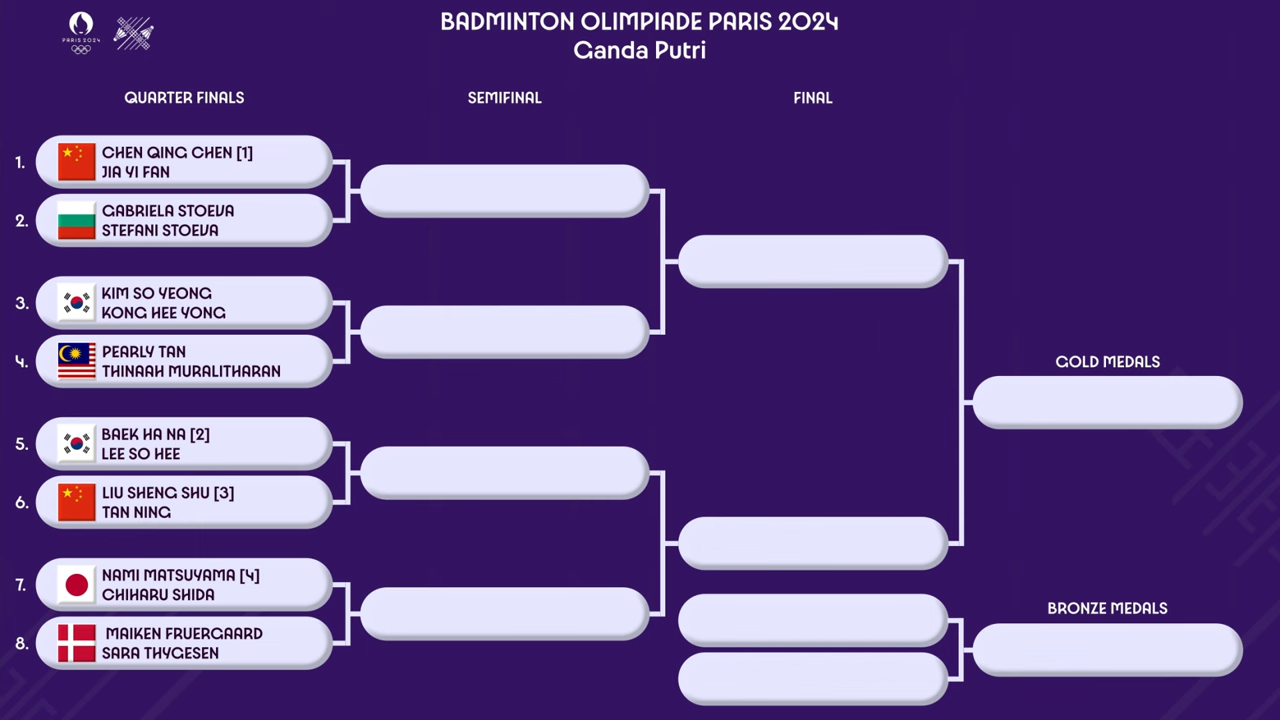 BADMINTON OLIMPIADE PARIS 2024
Ganda Putri
PARIS 2024
QUARTER FINALS
SEMIFINAL
FINAL
1.
CHEN QING CHEN [1]
JIA YI FAN
2.
GABRIELA STOEVA
STEFANI STOEVA
3.
KIM SO YEONG
KONG HEE YONG
4.
PEARLY TAN
THINAAH MURALITHARAN
5.
BAEK HA NA [2]
LEE SO HEE
6.
LIU SHENG SHU [3]
TAN NING
7.
NAMI MATSUYAMA [4]
CHIHARU SHIDA
8.
MAIKEN FRUERGAARD
SARA THYGESEN
GOLD MEDALS
BRONZE MEDALS